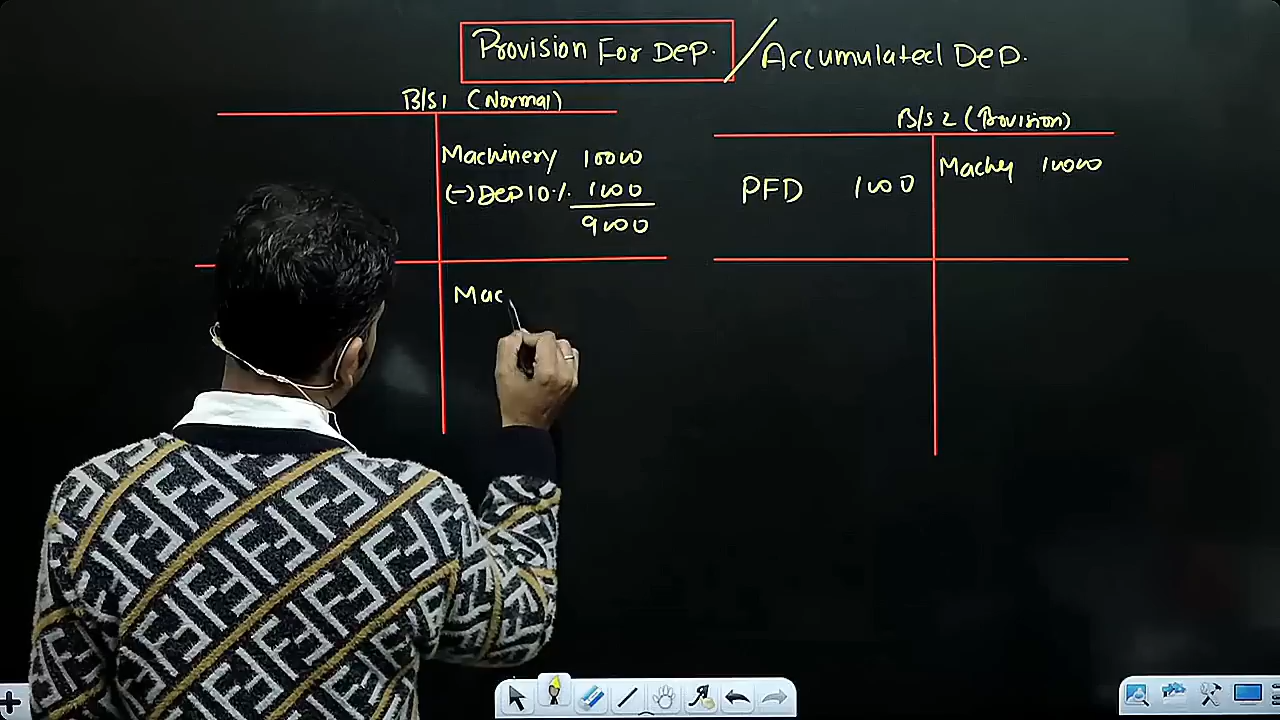 Provision For Dep. / Accumulated Dep.
B/S 1 (Normal)
Machinery 10000
(-) Dep 10%. 1000
9000
Mac
B/S 2 (Provision)
PFD 1000
Machy 10000